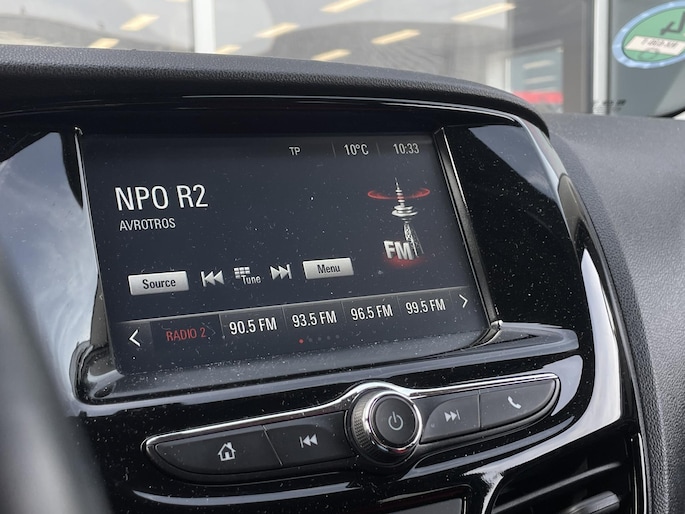 TP 10°C 10:33
NPO R2
AVROTROS
FM
Source Tune Menu
RADIO 2 90.5 FM 93.5 FM 96.5 FM 99.5 FM